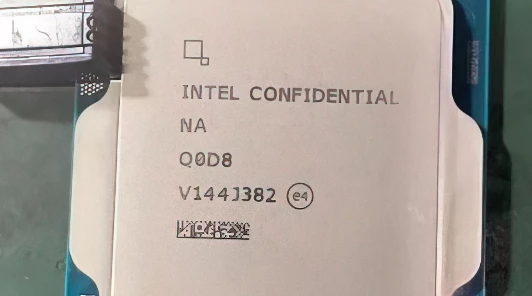 INTEL CONFIDENTIAL
NA
Q0D8
V144J382 e4